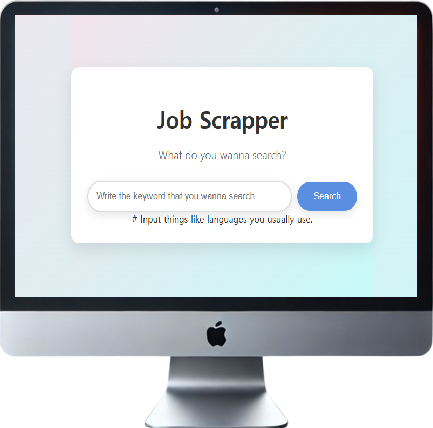 Job Scrapper
What do you wanna search?
Write the keyword that you wanna search
Search
# Input things like languages you usually use.